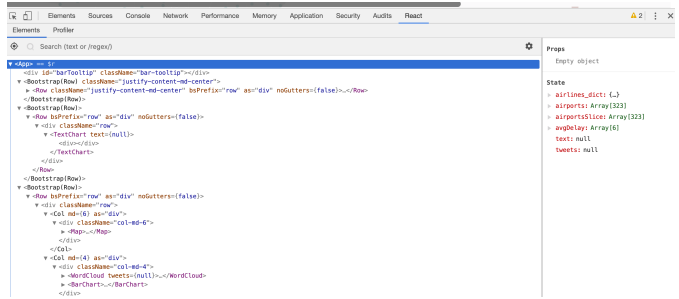 Elements Sources Console Network Performance Memory Application Security Audits React 2
Elements Profiler
Search (text or /regex/)
<App> == $r
<div id="barTooltip" className="bar-tooltip"></div>
<Bootstrap(Row) className="justify-content-md-center">
<Row className="justify-content-md-center" bsPrefix="row" as="div" noGutters={false}>…</Row>
</Bootstrap(Row)>
<Bootstrap(Row)>
<Row bsPrefix="row" as="div" noGutters={false}>
<div className="row">
<TextChart text={null}>
<div></div>
</TextChart>
</div>
</Row>
</Bootstrap(Row)>
<Bootstrap(Row)>
<Row bsPrefix="row" as="div" noGutters={false}>
<div className="row">
<Col md={6} as="div">
<div className="col-md-6">
<Map>…</Map>
</div>
</Col>
<Col md={4} as="div">
<div className="col-md-4">
<WordCloud tweets={null}>…</WordCloud>
<BarChart>…</BarChart>
</div>
Props
Empty object
State
airlines_dict: {…}
airports: Array[323]
airportsSlice: Array[323]
avgDelay: Array[6]
text: null
tweets: null